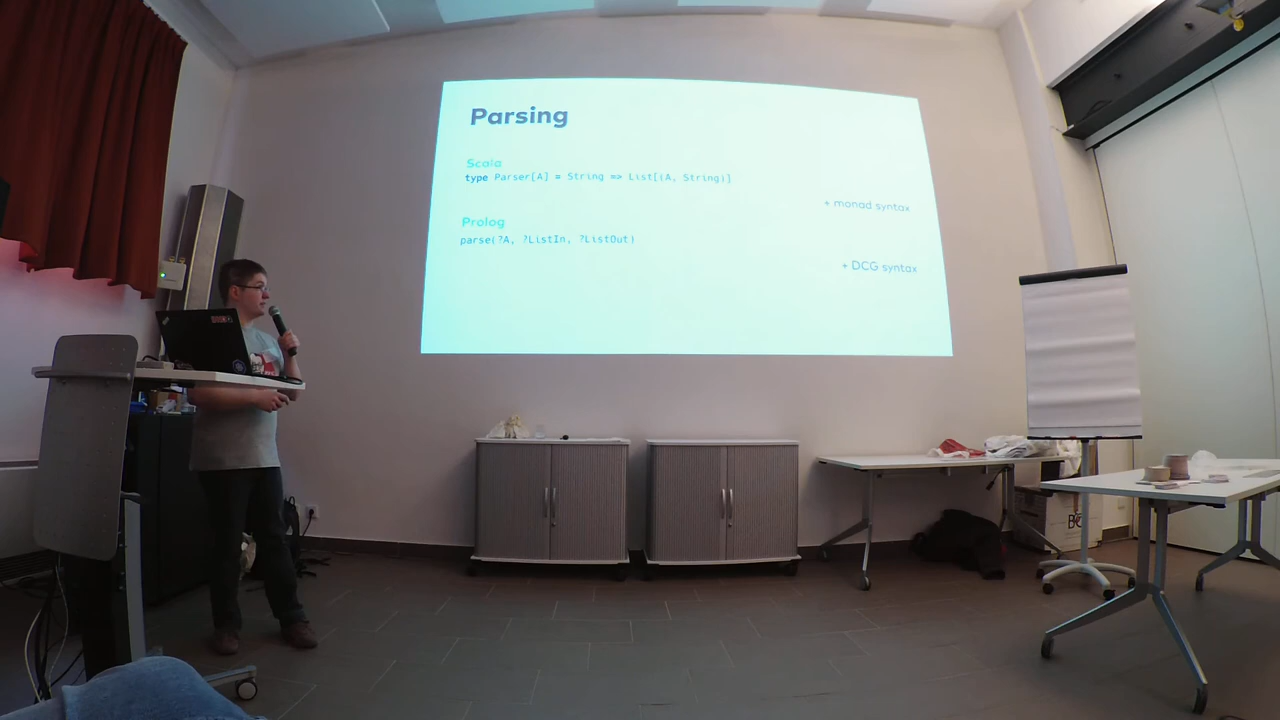 Parsing
Scala
type Parser[A] = String => List[(A, String)]
+ monad syntax
Prolog
parse(?A, ?ListIn, ?ListOut)
+ DCG syntax